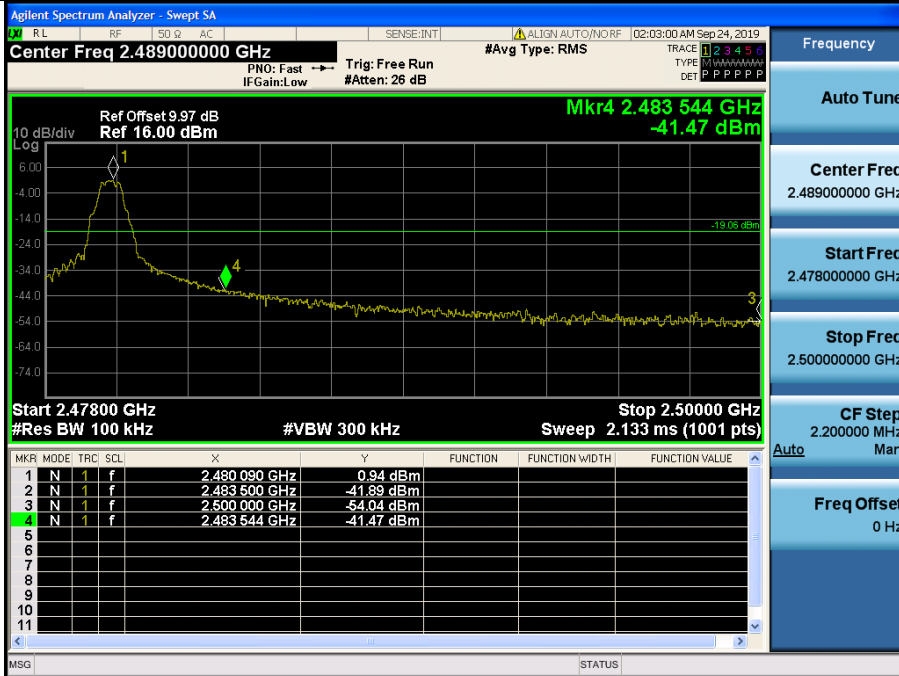 Agilent Spectrum Analyzer - Swept SA
LXI RL RF 50 Ω AC SENSE:INT ALIGN AUTO/NO RF 02:03:00 AM Sep 24, 2019
Center Freq 2.489000000 GHz #Avg Type: RMS TRACE 1 2 3 4 5 6
PNO: Fast Trig: Free Run TYPE M W W W W W
IFGain:Low #Atten: 26 dB DET P P P P P P
Ref Offset 9.97 dB Mkr4 2.483 544 GHz
10 dB/div Ref 16.00 dBm -41.47 dBm
Log
1
6.00
-4.00
-14.0
-19.06 dBm
-24.0
4
-34.0
-44.0
3
-54.0
-64.0
-74.0
Start 2.47800 GHz Stop 2.50000 GHz
#Res BW 100 kHz #VBW 300 kHz Sweep 2.133 ms (1001 pts)
MKR MODE TRC SCL X Y FUNCTION FUNCTION WIDTH FUNCTION VALUE
1 N 1 f 2.480 090 GHz 0.94 dBm
2 N 1 f 2.483 500 GHz -41.89 dBm
3 N 1 f 2.500 000 GHz -54.04 dBm
4 N 1 f 2.483 544 GHz -41.47 dBm
5
6
7
8
9
10
11
MSG STATUS
Frequency
Auto Tune
Center Freq
2.489000000 GHz
Start Freq
2.478000000 GHz
Stop Freq
2.500000000 GHz
CF Step
2.200000 MHz
Auto Man
Freq Offset
0 Hz